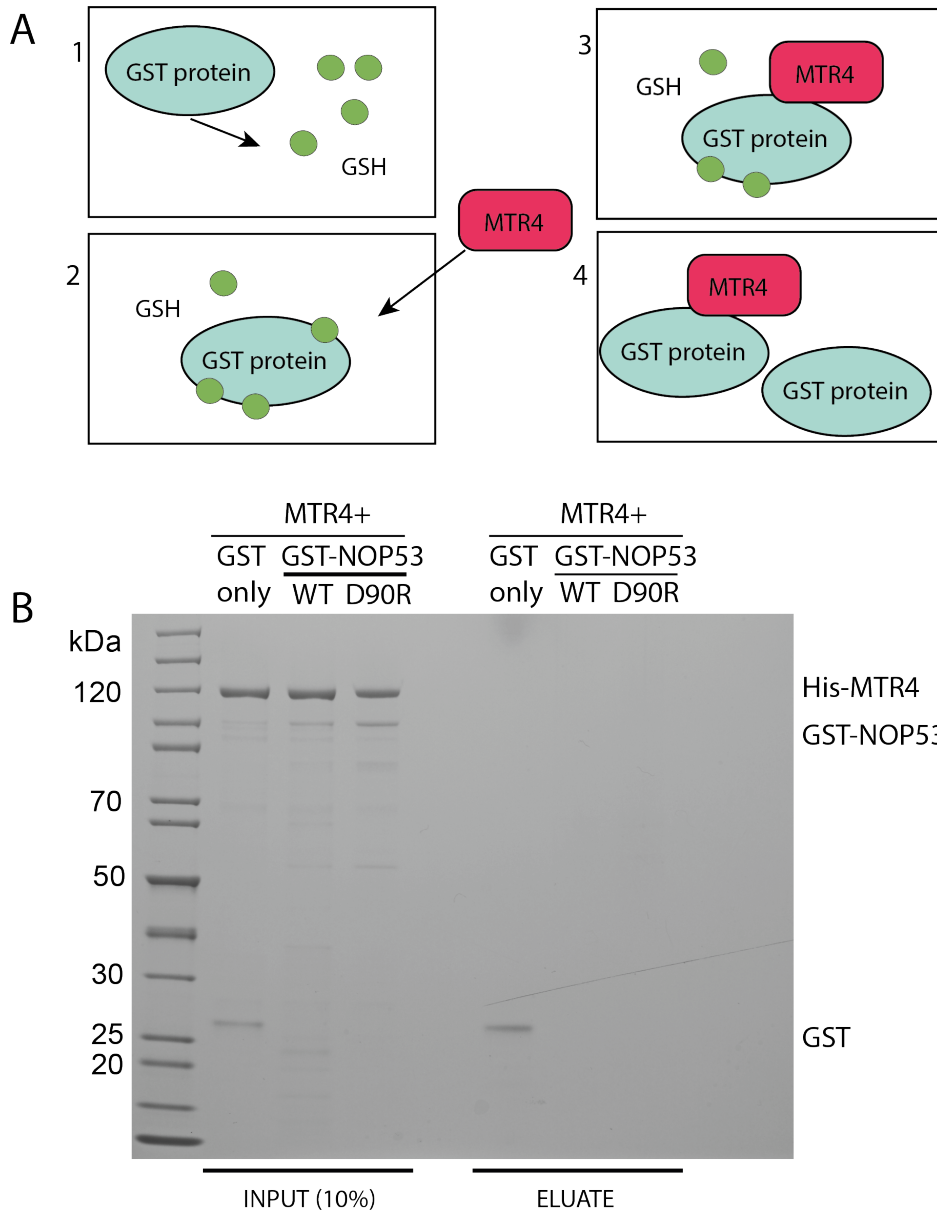 A
1
GST protein
GSH
2
GSH
GST protein
MTR4
3
MTR4
GSH
GST protein
4
MTR4
GST protein
GST protein
B
MTR4+ MTR4+
GST GST-NOP53 GST GST-NOP53
only WT D90R only WT D90R
kDa
120
70
50
30
25
20
His-MTR4
GST-NOP53
GST
INPUT (10%) ELUATE